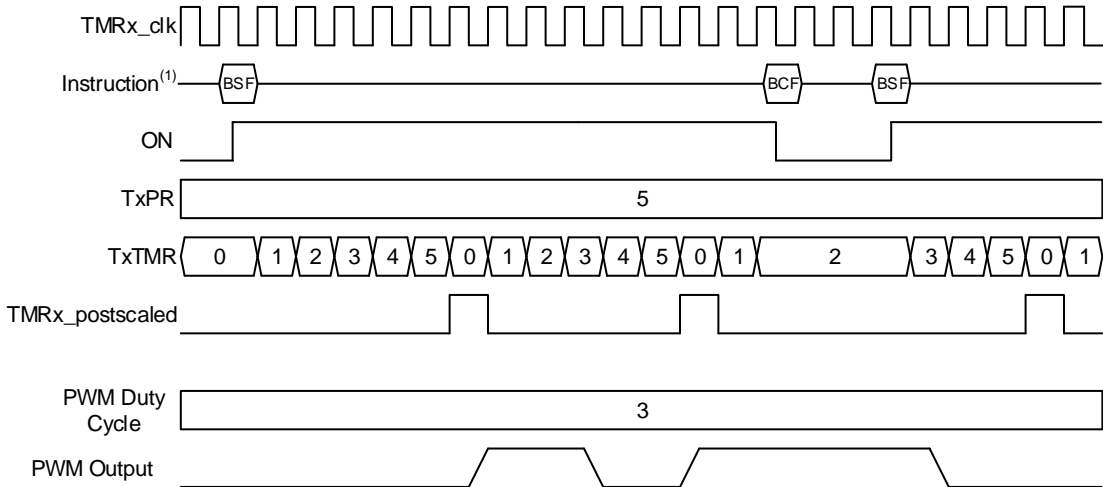 TMRx_clk
Instruction(1) BSF BCF BSF
ON
TxPR 5
TxTMR 0 1 2 3 4 5 0 1 2 3 4 5 0 1 2 3 4 5 0 1
TMRx_postscaled
PWM Duty
Cycle 3
PWM Output